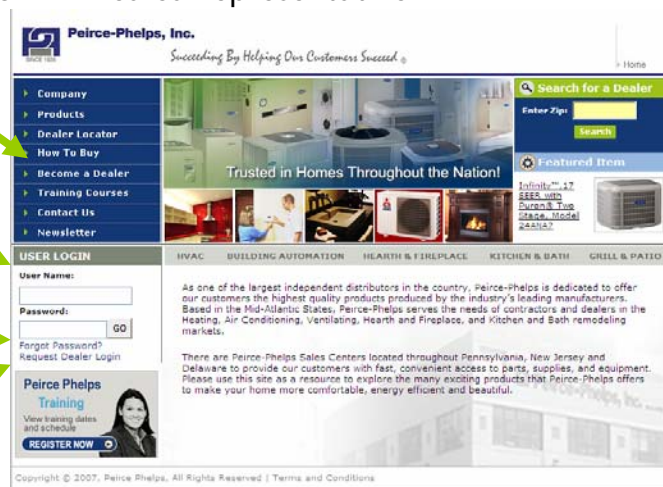 Peirce-Phelps, Inc.
SINCE 1926
Succeeding By Helping Our Customers Succeed ®
Home
Company
Products
Dealer Locator
How To Buy
Become a Dealer
Training Courses
Contact Us
Newsletter
Trusted in Homes Throughout the Nation!
Search for a Dealer
Enter Zip:
Search
Featured Item
Infinity™ 17
SEER with
Puron® Two
Stage, Model
24ANA7
USER LOGIN
User Name:
Password:
GO
Forgot Password?
Request Dealer Login
HVAC BUILDING AUTOMATION HEARTH & FIREPLACE KITCHEN & BATH GRILL & PATIO
As one of the largest independent distributors in the country, Peirce-Phelps is dedicated to offer
our customers the highest quality products produced by the industry's leading manufacturers.
Based in the Mid-Atlantic States, Peirce-Phelps serves the needs of contractors and dealers in the
Heating, Air Conditioning, Ventilating, Hearth and Fireplace, and Kitchen and Bath remodeling
markets.
There are Peirce-Phelps Sales Centers located throughout Pennsylvania, New Jersey and
Delaware to provide our customers with fast, convenient access to parts, supplies, and equipment.
Please use this site as a resource to explore the many exciting products that Peirce-Phelps offers
to make your home more comfortable, energy efficient and beautiful.
Peirce Phelps
Training
View training dates
and schedule
REGISTER NOW
Copyright © 2007, Peirce Phelps, All Rights Reserved | Terms and Conditions